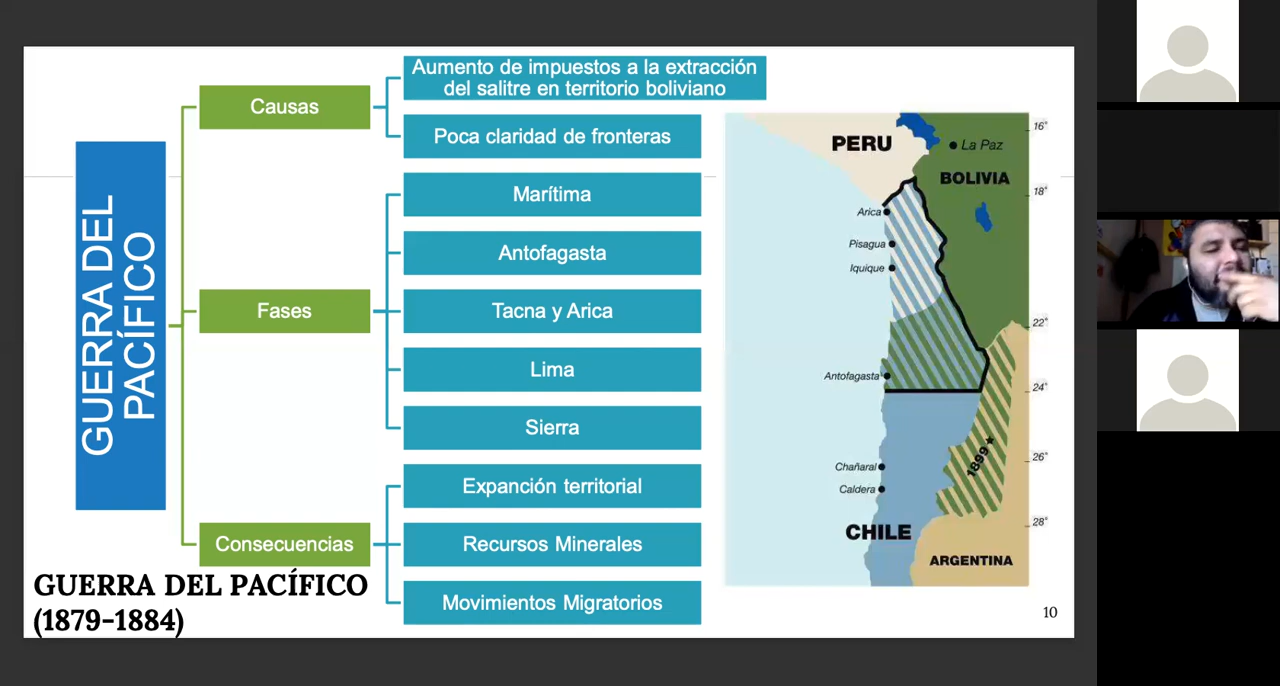 GUERRA DEL
PACÍFICO
Causas
Aumento de impuestos a la extracción
del salitre en territorio boliviano
Poca claridad de fronteras
Fases
Marítima
Antofagasta
Tacna y Arica
Lima
Sierra
Consecuencias
Expanción territorial
Recursos Minerales
Movimientos Migratorios
GUERRA DEL PACÍFICO
(1879-1884)
PERU
La Paz
BOLIVIA
Arica
Pisagua
Iquique
Antofagasta
Chañaral
Caldera
CHILE
1899
ARGENTINA
16°
18°
22°
24°
26°
28°
10